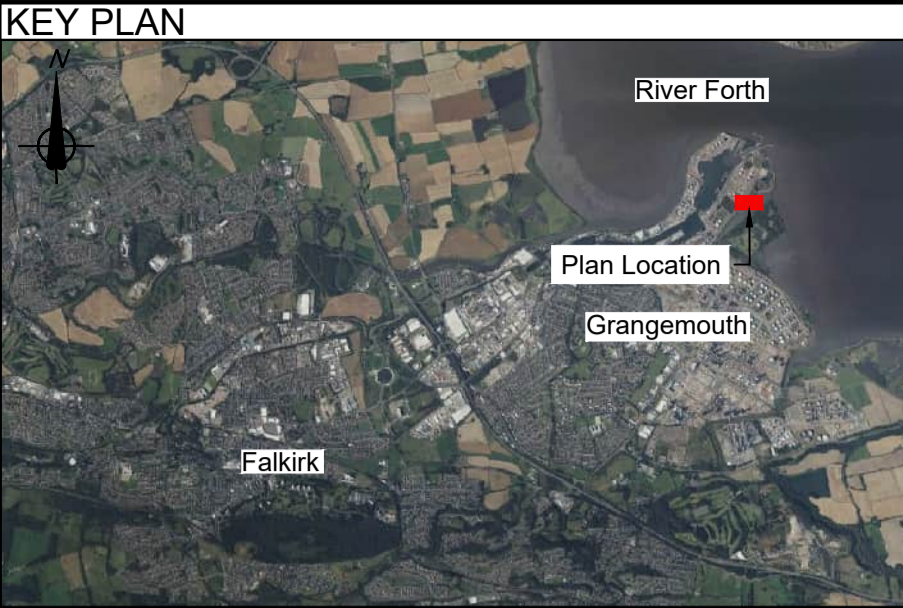 KEY PLAN
N
River Forth
Plan Location
Grangemouth
Falkirk